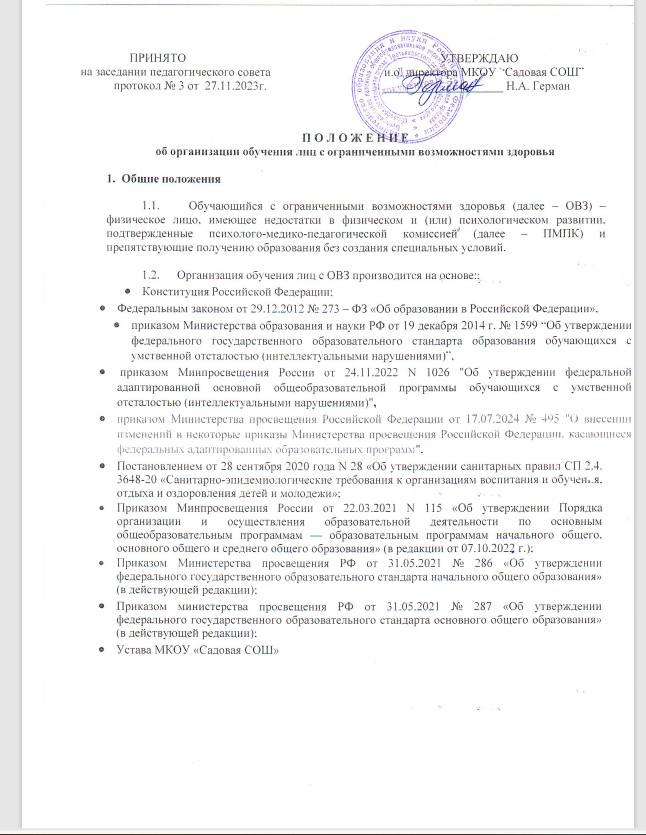 ПРИНЯТО
на заседании педагогического совета
протокол № 3 от 27.11.2023г.
УТВЕРЖДАЮ
и.о. директора МКОУ “Садовая СОШ”
Н.А. Герман
П О Л О Ж Е Н И Е
об организации обучения лиц с ограниченными возможностями здоровья
1. Общие положения
1.1. Обучающийся с ограниченными возможностями здоровья (далее – ОВЗ) –
физическое лицо, имеющее недостатки в физическом и (или) психологическом развитии,
подтвержденные психолого-медико-педагогической комиссией (далее – ПМПК) и
препятствующие получению образования без создания специальных условий.
1.2. Организация обучения лиц с ОВЗ производится на основе::
• Конституция Российской Федерации;
• Федеральным законом от 29.12.2012 № 273 – ФЗ «Об образовании в Российской Федерации»,
• приказом Министерства образования и науки РФ от 19 декабря 2014 г. № 1599 “Об утверждении
федерального государственного образовательного стандарта образования обучающихся с
умственной отсталостью (интеллектуальными нарушениями)”,
• приказом Минпросвещения России от 24.11.2022 N 1026 "Об утверждении федеральной
адаптированной основной общеобразовательной программы обучающихся с умственной
отсталостью (интеллектуальными нарушениями)",
• приказом Министерства просвещения Российской Федерации от 17.07.2024 № 495 "О внесении
изменений в некоторые приказы Министерства просвещения Российской Федерации, касающиеся
федеральных адаптированных образовательных программ".
• Постановлением от 28 сентября 2020 года N 28 «Об утверждении санитарных правил СП 2.4.
3648-20 «Санитарно-эпидемиологические требования к организациям воспитания и обучения,
отдыха и оздоровления детей и молодежи»;
• Приказом Минпросвещения России от 22.03.2021 N 115 «Об утверждении Порядка
организации и осуществления образовательной деятельности по основным
общеобразовательным программам — образовательным программам начального общего,
основного общего и среднего общего образования» (в редакции от 07.10.2022 г.);
• Приказом Министерства просвещения РФ от 31.05.2021 № 286 «Об утверждении
федерального государственного образовательного стандарта начального общего образования»
(в действующей редакции);
• Приказом министерства просвещения РФ от 31.05.2021 № 287 «Об утверждении
федерального государственного образовательного стандарта основного общего образования»
(в действующей редакции);
• Устава МКОУ «Садовая СОШ»